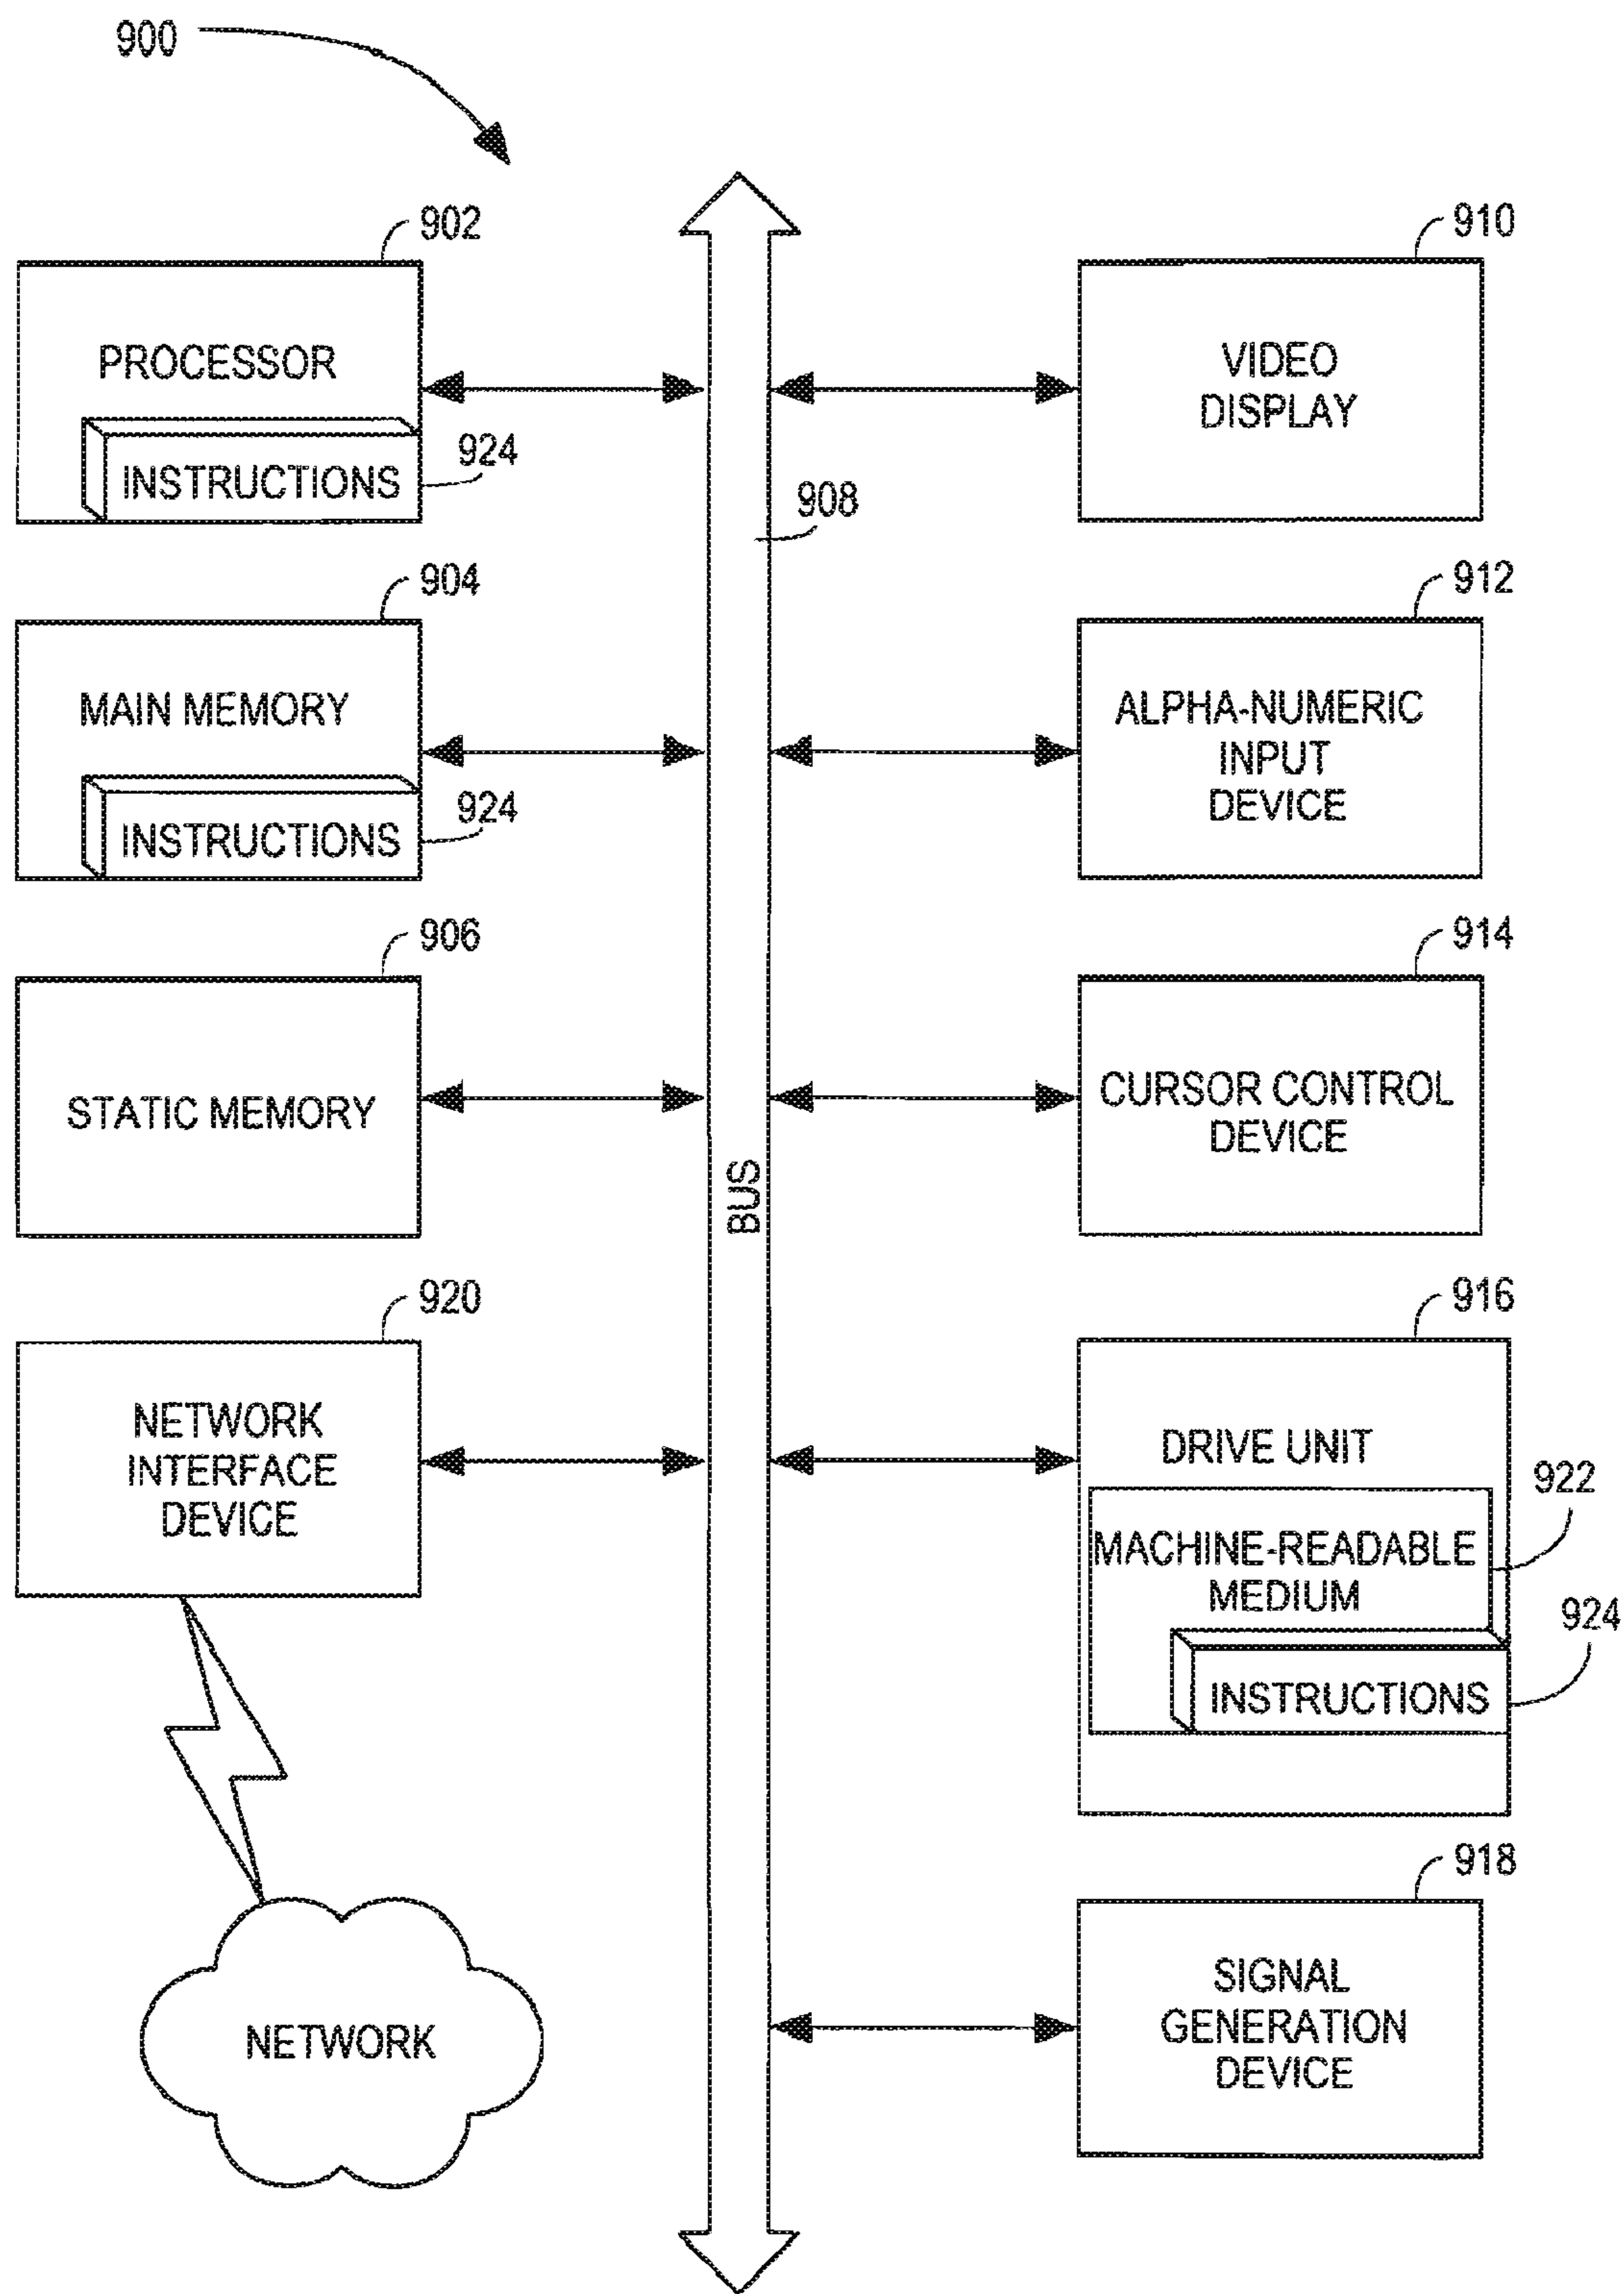 900
902
PROCESSOR
924
INSTRUCTIONS
904
MAIN MEMORY
924
INSTRUCTIONS
906
STATIC MEMORY
920
NETWORK
INTERFACE
DEVICE
NETWORK
908
BUS
910
VIDEO
DISPLAY
912
ALPHA-NUMERIC
INPUT
DEVICE
914
CURSOR CONTROL
DEVICE
916
DRIVE UNIT
922
MACHINE-READABLE
MEDIUM
924
INSTRUCTIONS
918
SIGNAL
GENERATION
DEVICE